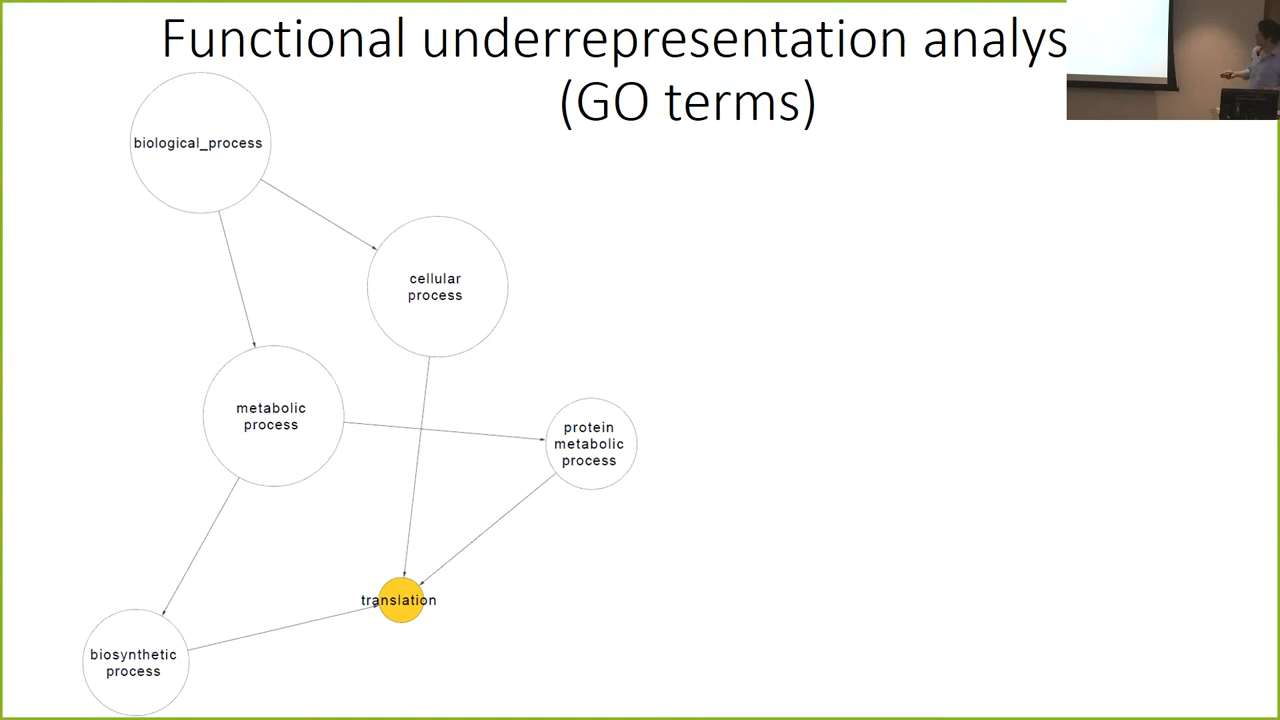 Functional underrepresentation analys
(GO terms)
biological_process
cellular
process
metabolic
process
protein
metabolic
process
translation
biosynthetic
process